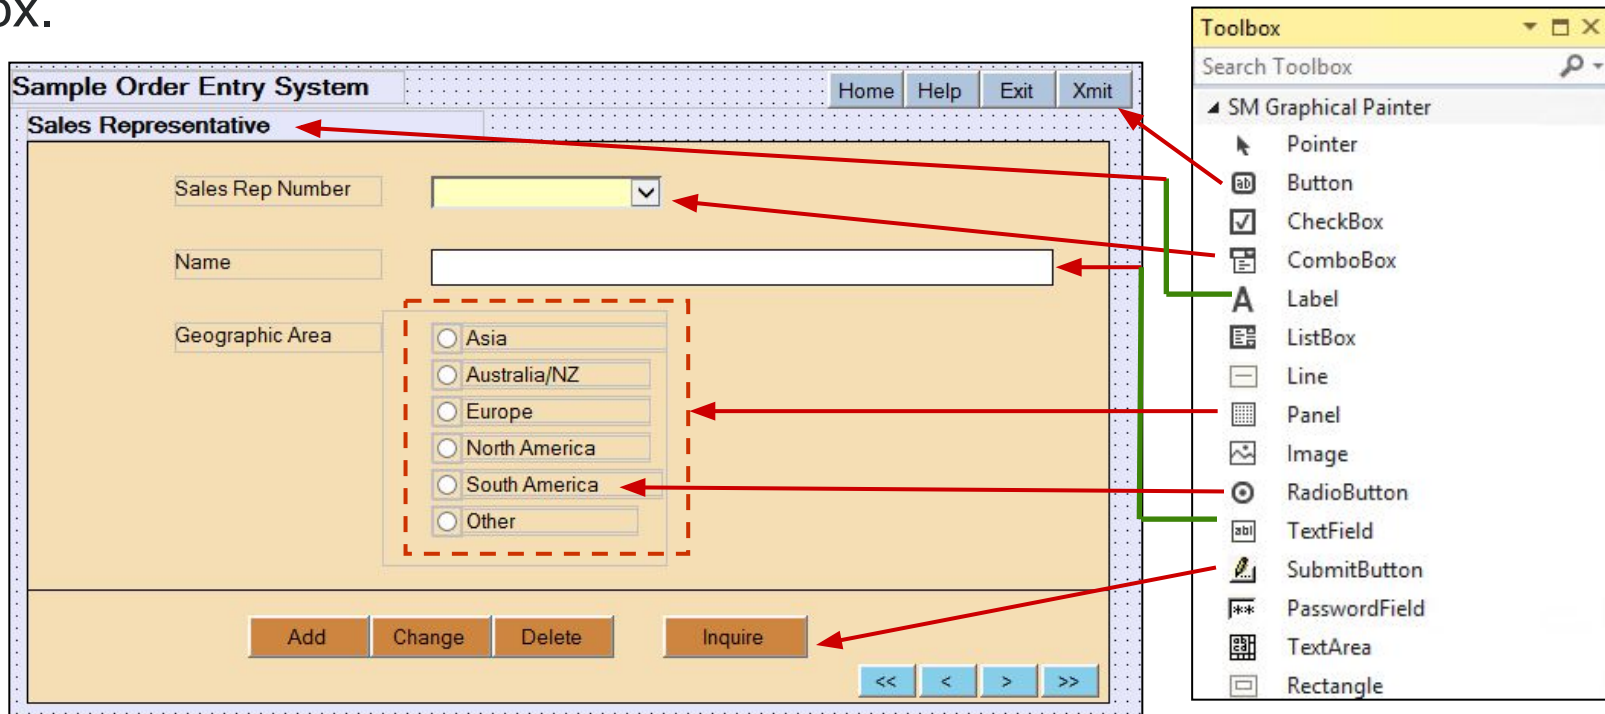 ox.
Sample Order Entry System
Home Help Exit Xmit
Sales Representative
Sales Rep Number
Name
Geographic Area
Asia
Australia/NZ
Europe
North America
South America
Other
Add Change Delete Inquire
<< < > >>
Toolbox
Search Toolbox
SM Graphical Painter
Pointer
Button
CheckBox
ComboBox
Label
ListBox
Line
Panel
Image
RadioButton
TextField
SubmitButton
PasswordField
TextArea
Rectangle